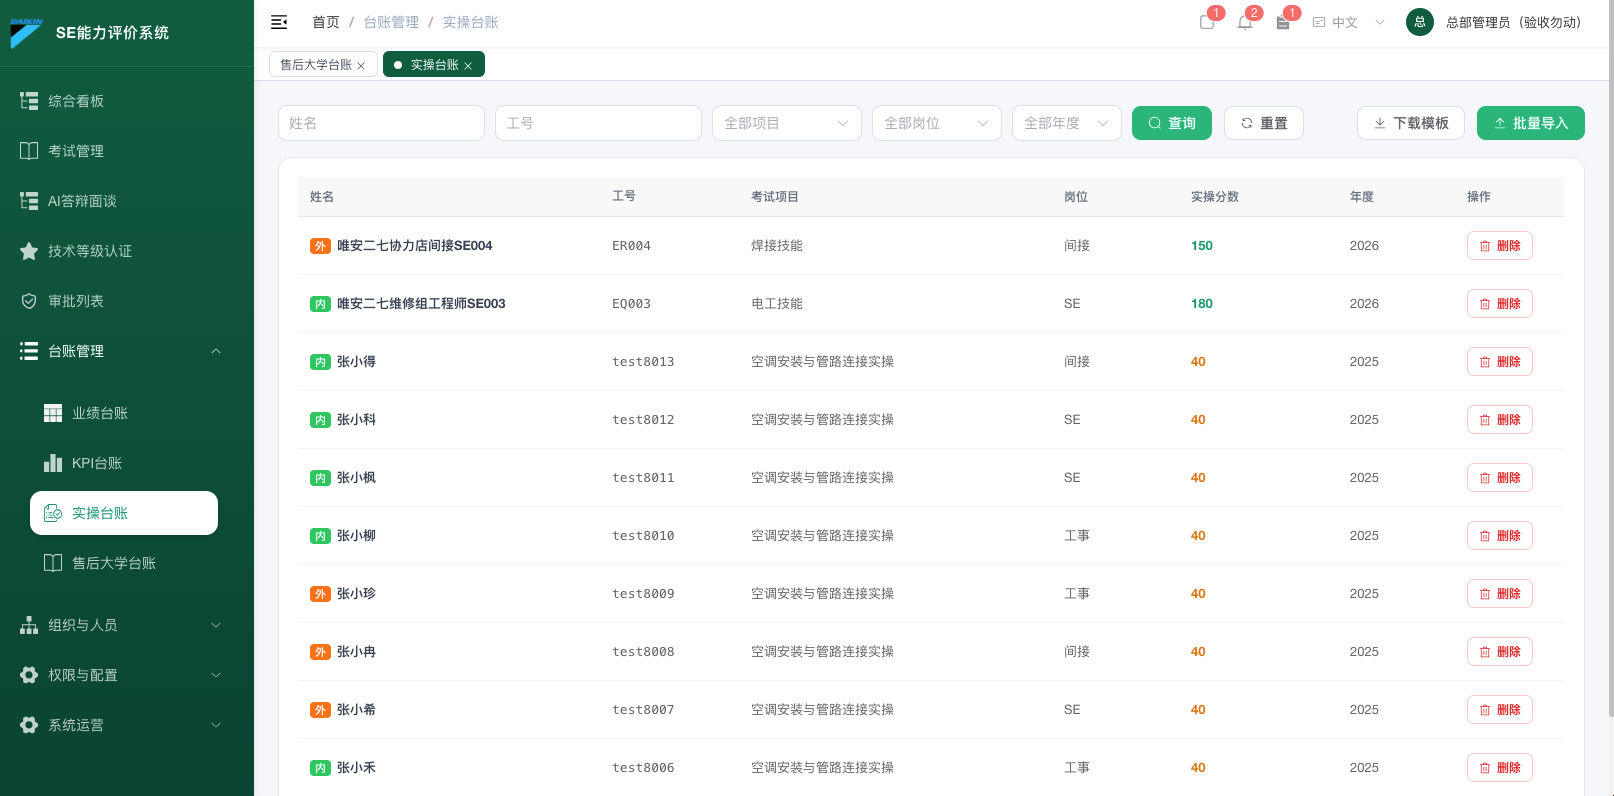 DAIKIN
SE能力评价系统
综合看板
考试管理
AI答辩面谈
技术等级认证
审批列表
台账管理
业绩台账
KPI台账
实操台账
售后大学台账
组织与人员
权限与配置
系统运营
首页 / 台账管理 / 实操台账
1 2 1 中文 总 总部管理员（验收勿动）
售后大学台账 × 实操台账 ×
姓名 工号 全部项目 全部岗位 全部年度 查询 重置 下载模板 批量导入
姓名 工号 考试项目 岗位 实操分数 年度 操作
外 唯安二七协力店间接SE004 ER004 焊接技能 间接 150 2026 删除
内 唯安二七维修组工程师SE003 EQ003 电工技能 SE 180 2026 删除
内 张小得 test8013 空调安装与管路连接实操 间接 40 2025 删除
内 张小科 test8012 空调安装与管路连接实操 SE 40 2025 删除
内 张小枫 test8011 空调安装与管路连接实操 SE 40 2025 删除
内 张小柳 test8010 空调安装与管路连接实操 工事 40 2025 删除
外 张小珍 test8009 空调安装与管路连接实操 工事 40 2025 删除
外 张小冉 test8008 空调安装与管路连接实操 间接 40 2025 删除
外 张小希 test8007 空调安装与管路连接实操 SE 40 2025 删除
内 张小禾 test8006 空调安装与管路连接实操 工事 40 2025 删除